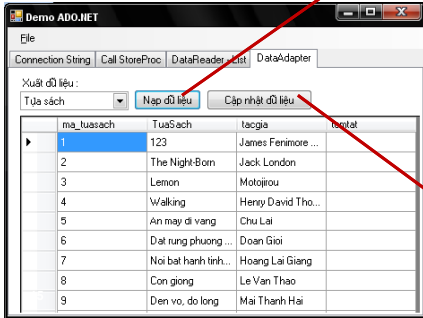 Demo ADO.NET
File
Connection String Call StoreProc DataReader - List DataAdapter
Xuất dữ liệu :
Tựa sách Nạp dữ liệu Cập nhật dữ liệu
ma_tuasach TuaSach tacgia tomtat
1 123 James Fenimore ...
2 The Night-Born Jack London
3 Lemon Motojirou
4 Walking Henry David Tho...
5 An may di vang Chu Lai
6 Dat rung phuong ... Doan Gioi
7 Noi bat hanh tinh... Hoang Lai Giang
8 Con giong Le Van Thao
9 Den vo, do long Mai Thanh Hai